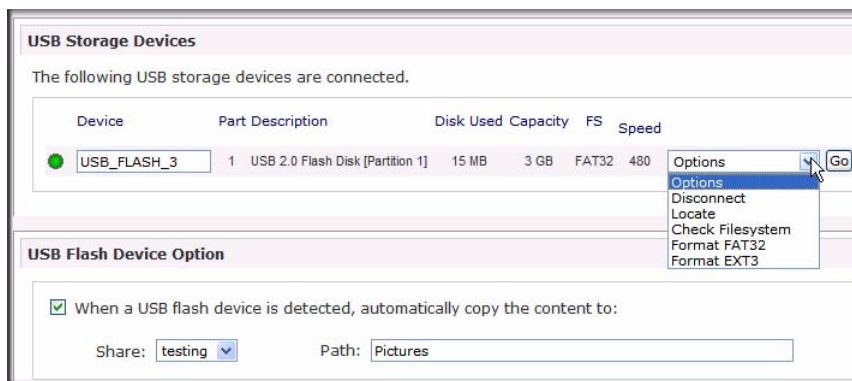 USB Storage Devices
The following USB storage devices are connected.
Device Part Description Disk Used Capacity FS Speed
USB_FLASH_3 1 USB 2.0 Flash Disk [Partition 1] 15 MB 3 GB FAT32 480 Options Go
Options
Disconnect
Locate
Check Filesystem
Format FAT32
Format EXT3
USB Flash Device Option
When a USB flash device is detected, automatically copy the content to:
Share: testing Path: Pictures